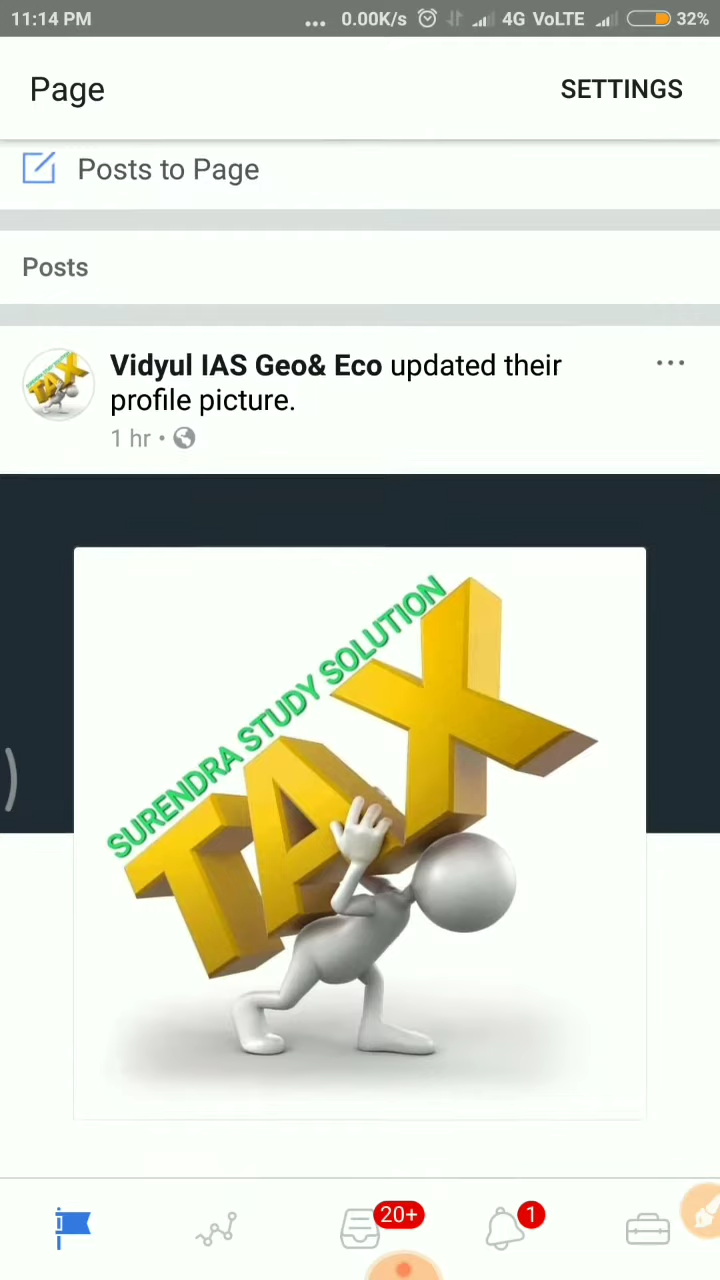 11:14 PM ... 0.00K/s 4G VoLTE 32%
Page SETTINGS
Posts to Page
Posts
Vidyul IAS Geo& Eco updated their
profile picture.
1 hr •
SURENDRA STUDY SOLUTION
TAX
20+ 1